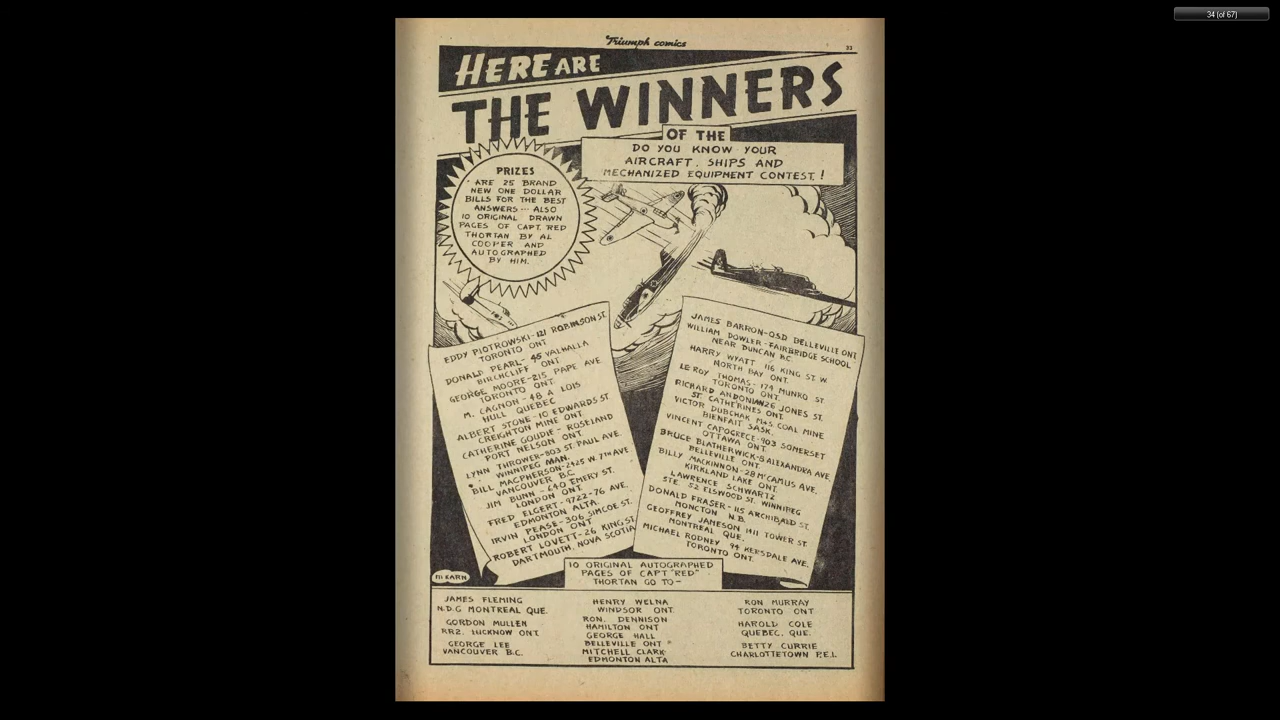 34 (of 67)
Triumph comics
33
HERE ARE
THE WINNERS
OF THE
DO YOU KNOW YOUR
AIRCRAFT, SHIPS AND
MECHANIZED EQUIPMENT CONTEST!
PRIZES
ARE 25 BRAND
NEW ONE DOLLAR
BILLS FOR THE BEST
ANSWERS -- ALSO
10 ORIGINAL DRAWN
PAGES OF CAPT. RED
THORTAN BY AL
COOPER AND
AUTOGRAPHED
BY HIM.
EDDY PIOTROWSKI - 121 ROBINSON ST.
TORONTO ONT
DONALD PEARL - 45 VALHALLA
BIRCHCLIFF ONT
GEORGE MOORE - 215 PAPE AVE
TORONTO ONT.
M. GAGNON - 48 A LOIS
HULL QUEBEC
ALBERT STONE - 10 EDWARDS ST
CREIGHTON MINE ONT.
CATHERINE GOUDIE - ROSELAND
PORT NELSON ONT.
LYNN THROWER - 803 ST. PAUL AVE.
WINNIPEG MAN.
BILL MACPHERSON - 2425 W. 7TH AVE
VANCOUVER B.C.
JIM BUNN - 640 EMERY ST.
LONDON ONT.
FRED ELGERT - 9722-76 AVE.
EDMONTON ALTA.
IRVIN PEASE - 306 SIMCOE ST.
LONDON ONT
ROBERT LOVETT - 26 KING ST.
DARTMOUTH, NOVA SCOTIA
JAMES BARRON - OSD BELLEVILLE ONT
WILLIAM DOWLER - FAIRBRIDGE SCHOOL
NEAR DUNCAN B.C.
HARRY WYATT 116 KING ST. W.
NORTH BAY ONT.
LEROY THOMAS - 174 MUNRO ST
TORONTO ONT.
RICHARD ANDONIAN 26 JONES ST.
ST. CATHERINES ONT.
VICTOR DUBCHAK M+S COAL MINE
BIENFAIT SASK.
VINCENT CAPOGRECE - 903 SOMERSET
OTTAWA ONT.
BRUCE BLATHERWICK - 8 ALEXANDRA AVE.
BELLEVILLE ONT.
BILLY MACKINNON - 28 McCAMUS AVE.
KIRKLAND LAKE ONT.
LAWRENCE SCHWARTZ
STE. 52 ELSWOOD ST. WINNIPEG
DONALD FRASER - 115 ARCHIBALD ST.
MONCTON N.B.
GEOFFREY JAMESON 1411 TOWER ST.
MONTREAL QUE.
MICHAEL RODNEY 94 KERSDALE AVE.
TORONTO ONT.
McKARN
10 ORIGINAL AUTOGRAPHED
PAGES OF CAPT "RED"
THORTAN GO TO -
JAMES FLEMING
N.D.G MONTREAL QUE.
GORDON MULLEN
RR2. LUCKNOW ONT.
GEORGE LEE
VANCOUVER B.C.
HENRY WELNA
WINDSOR ONT.
RON. DENNISON
HAMILTON ONT
GEORGE HALL
BELLEVILLE ONT
MITCHELL CLARK
EDMONTON ALTA
RON MURRAY
TORONTO ONT
HAROLD COLE
QUEBEC, QUE.
BETTY CURRIE
CHARLOTTETOWN P.E.I.